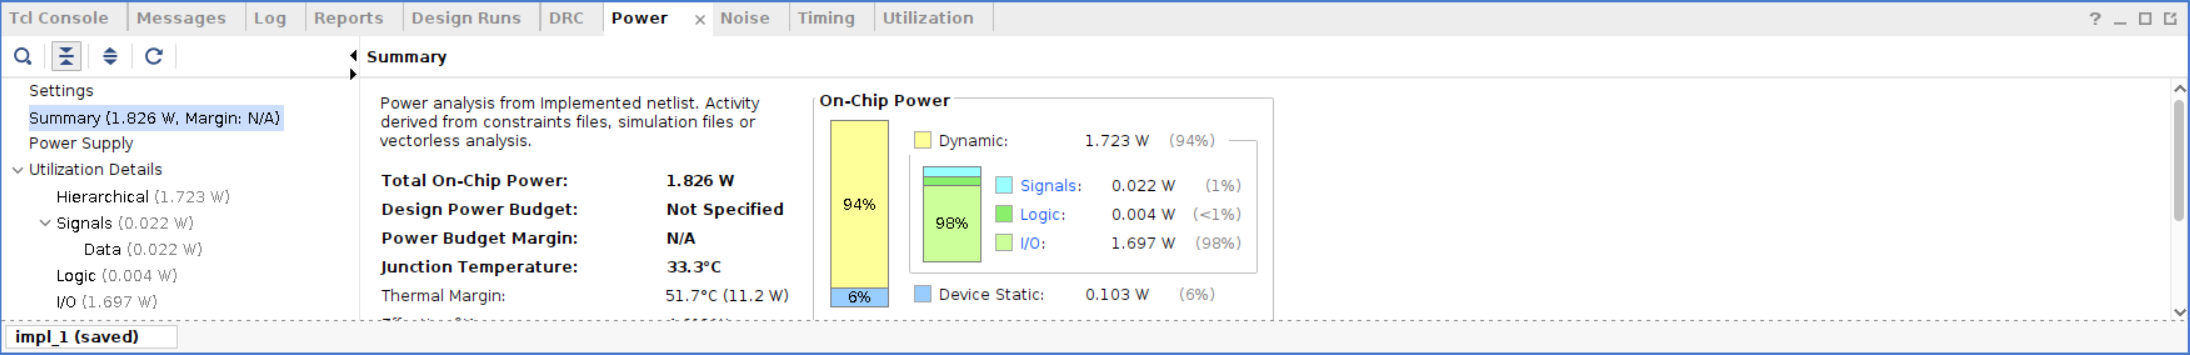 Tcl Console Messages Log Reports Design Runs DRC Power × Noise Timing Utilization ?
Summary
Settings
Summary (1.826 W, Margin: N/A)
Power Supply
Utilization Details
Hierarchical (1.723 W)
Signals (0.022 W)
Data (0.022 W)
Logic (0.004 W)
I/O (1.697 W)
Power analysis from Implemented netlist. Activity
derived from constraints files, simulation files or
vectorless analysis.
Total On-Chip Power: 1.826 W
Design Power Budget: Not Specified
Power Budget Margin: N/A
Junction Temperature: 33.3°C
Thermal Margin: 51.7°C (11.2 W)
On-Chip Power
94%
6%
Dynamic: 1.723 W (94%)
98%
Signals: 0.022 W (1%)
Logic: 0.004 W (<1%)
I/O: 1.697 W (98%)
Device Static: 0.103 W (6%)
impl_1 (saved)